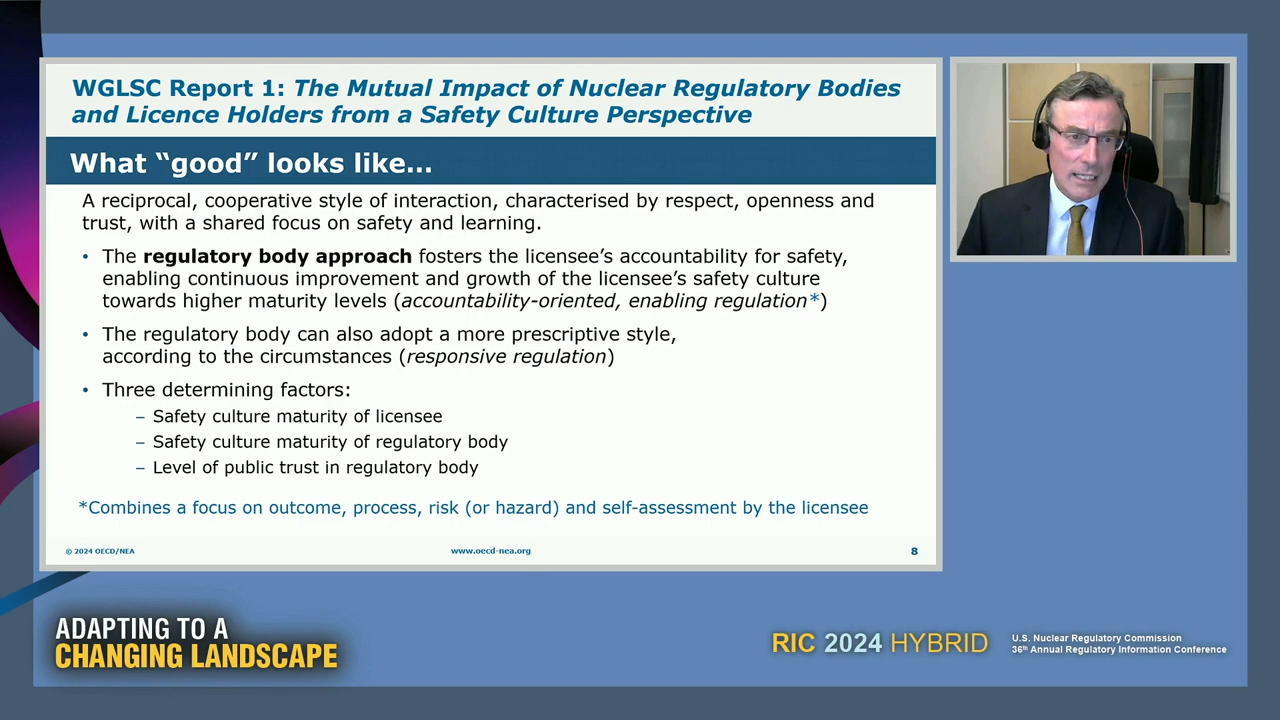 WGLSC Report 1: The Mutual Impact of Nuclear Regulatory Bodies
and Licence Holders from a Safety Culture Perspective
What “good” looks like…
A reciprocal, cooperative style of interaction, characterised by respect, openness and
trust, with a shared focus on safety and learning.
• The regulatory body approach fosters the licensee’s accountability for safety,
enabling continuous improvement and growth of the licensee’s safety culture
towards higher maturity levels (accountability-oriented, enabling regulation*)
• The regulatory body can also adopt a more prescriptive style,
according to the circumstances (responsive regulation)
• Three determining factors:
– Safety culture maturity of licensee
– Safety culture maturity of regulatory body
– Level of public trust in regulatory body
*Combines a focus on outcome, process, risk (or hazard) and self-assessment by the licensee
© 2024 OECD/NEA
www.oecd-nea.org
8
ADAPTING TO A
CHANGING LANDSCAPE
RIC 2024 HYBRID
U.S. Nuclear Regulatory Commission
36th Annual Regulatory Information Conference